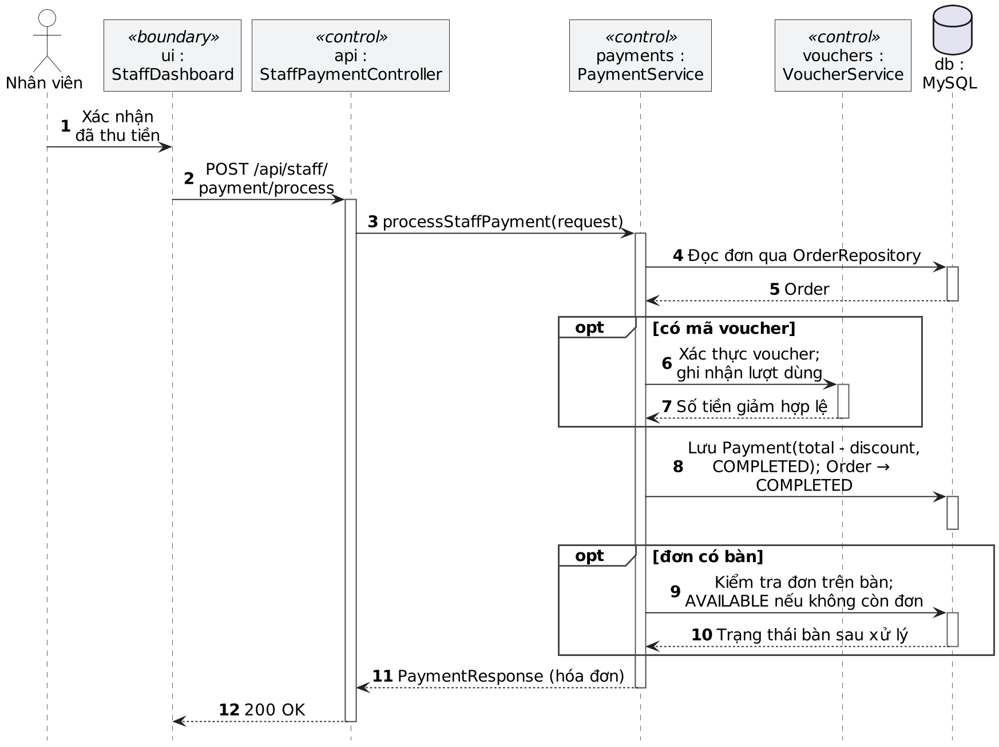 Nhân viên
«boundary»
ui :
StaffDashboard
«control»
api :
StaffPaymentController
«control»
payments :
PaymentService
«control»
vouchers :
VoucherService
db :
MySQL
1 Xác nhận
đã thu tiền
2 POST /api/staff/
payment/process
3 processStaffPayment(request)
4 Đọc đơn qua OrderRepository
5 Order
opt [có mã voucher]
6 Xác thực voucher;
ghi nhận lượt dùng
7 Số tiền giảm hợp lệ
8 Lưu Payment(total - discount,
COMPLETED); Order →
COMPLETED
opt [đơn có bàn]
9 Kiểm tra đơn trên bàn;
AVAILABLE nếu không còn đơn
10 Trạng thái bàn sau xử lý
11 PaymentResponse (hóa đơn)
12 200 OK